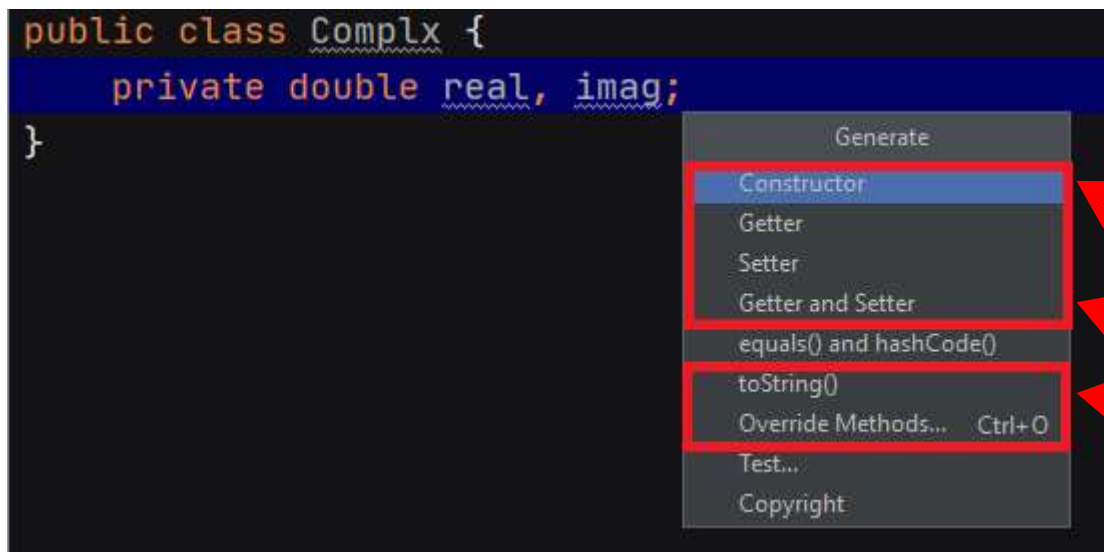 public class Complx {
private double real, imag;
}
Generate
Constructor
Getter
Setter
Getter and Setter
equals() and hashCode()
toString()
Override Methods... Ctrl+O
Test...
Copyright